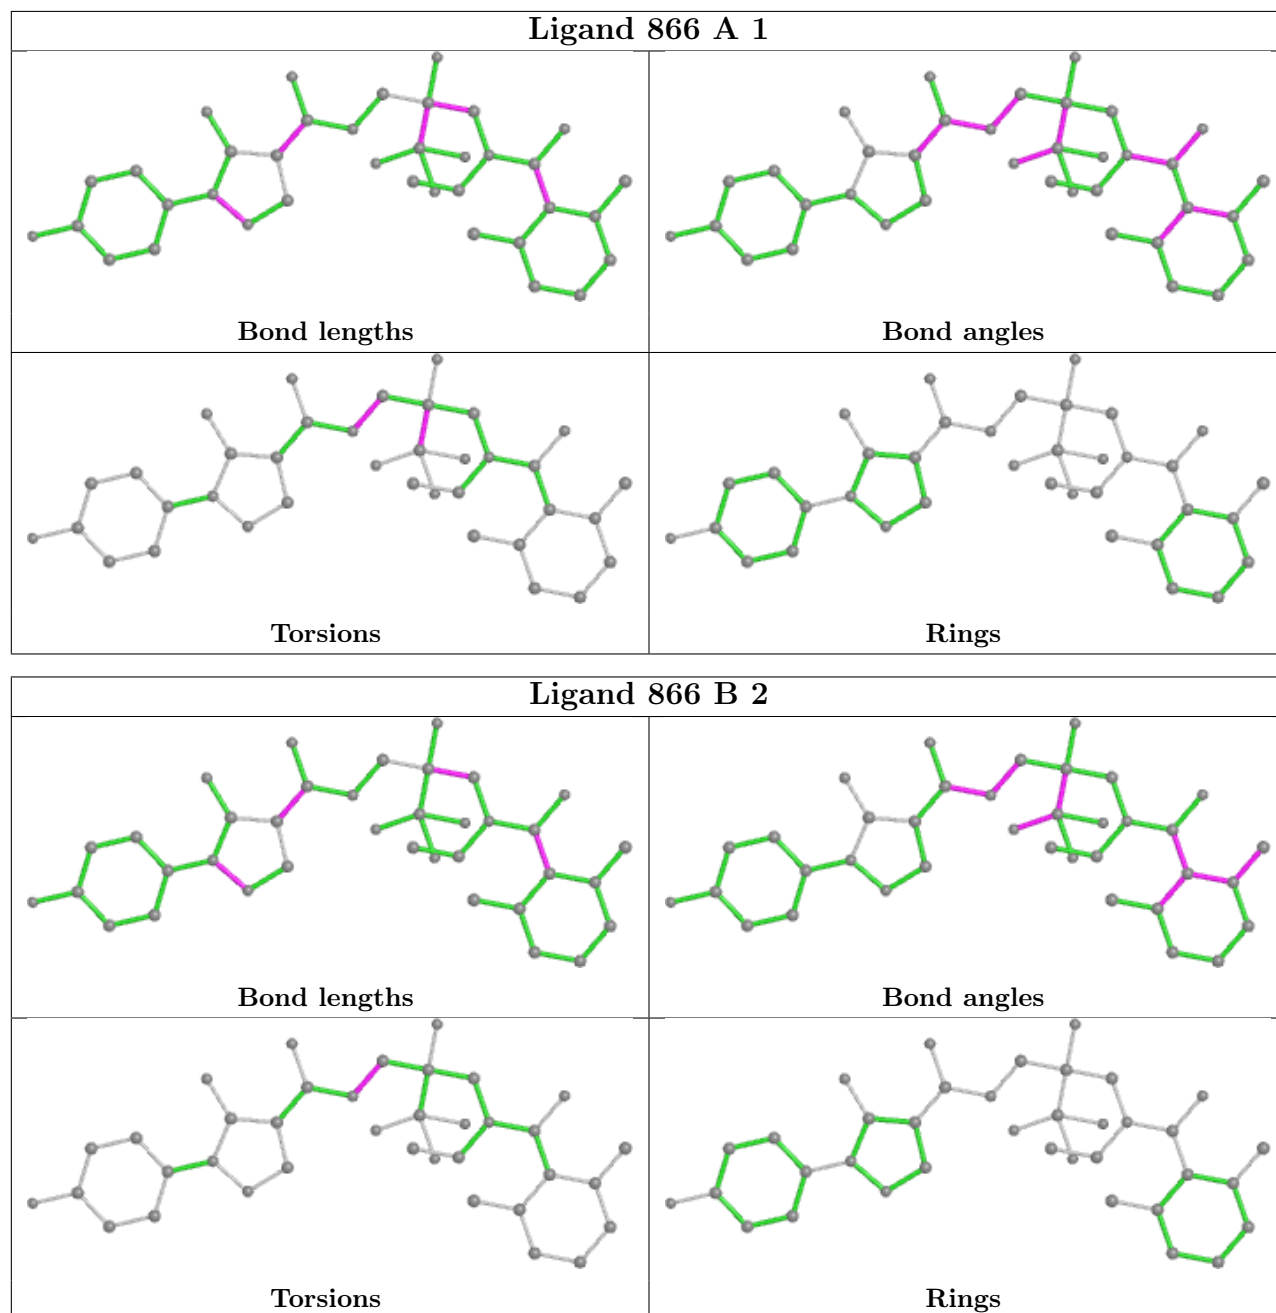 Ligand 866 A 1
Bond lengths
Bond angles
Torsions
Rings
Ligand 866 B 2
Bond lengths
Bond angles
Torsions
Rings